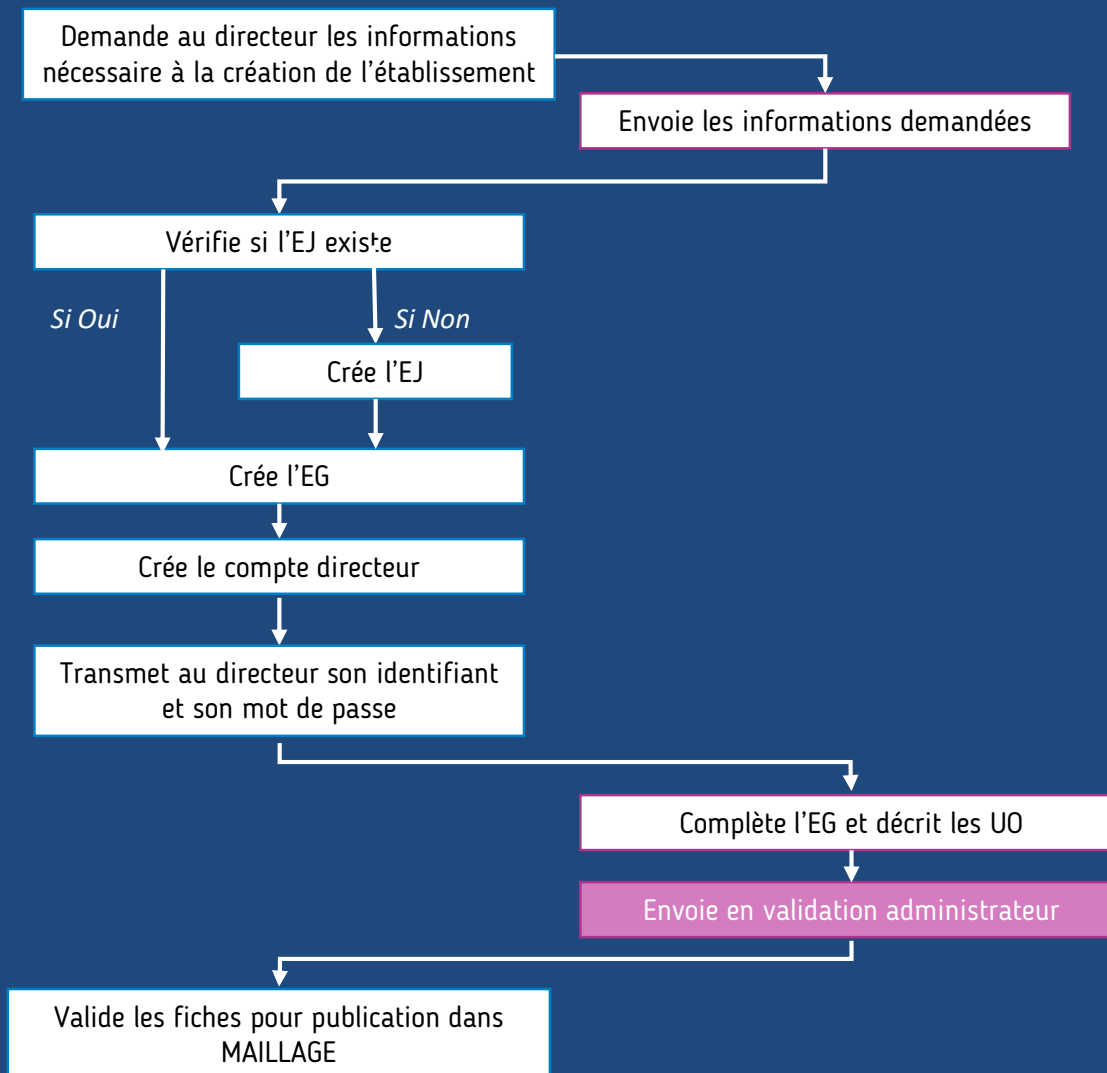 Demande au directeur les informations
nécessaire à la création de l'établissement
Envoie les informations demandées
Vérifie si l'EJ existe
Si Oui
Si Non
Crée l'EJ
Crée l'EG
Crée le compte directeur
Transmet au directeur son identifiant
et son mot de passe
Complète l'EG et décrit les UO
Envoie en validation administrateur
Valide les fiches pour publication dans
MAILLAGE